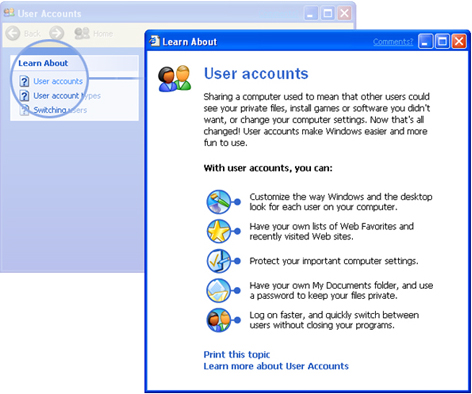 User Accounts
Back
Home
Learn About
User accounts
User account types
Switching users
Learn About
Comments?
User accounts
Sharing a computer used to mean that other users could
see your private files, install games or software you didn't
want, or change your computer settings. Now that's all
changed! User accounts make Windows easier and more
fun to use.
With user accounts, you can:
Customize the way Windows and the desktop
look for each user on your computer.
Have your own lists of Web Favorites and
recently visited Web sites.
Protect your important computer settings.
Have your own My Documents folder, and use
a password to keep your files private.
Log on faster, and quickly switch between
users without closing your programs.
Print this topic
Learn more about User Accounts